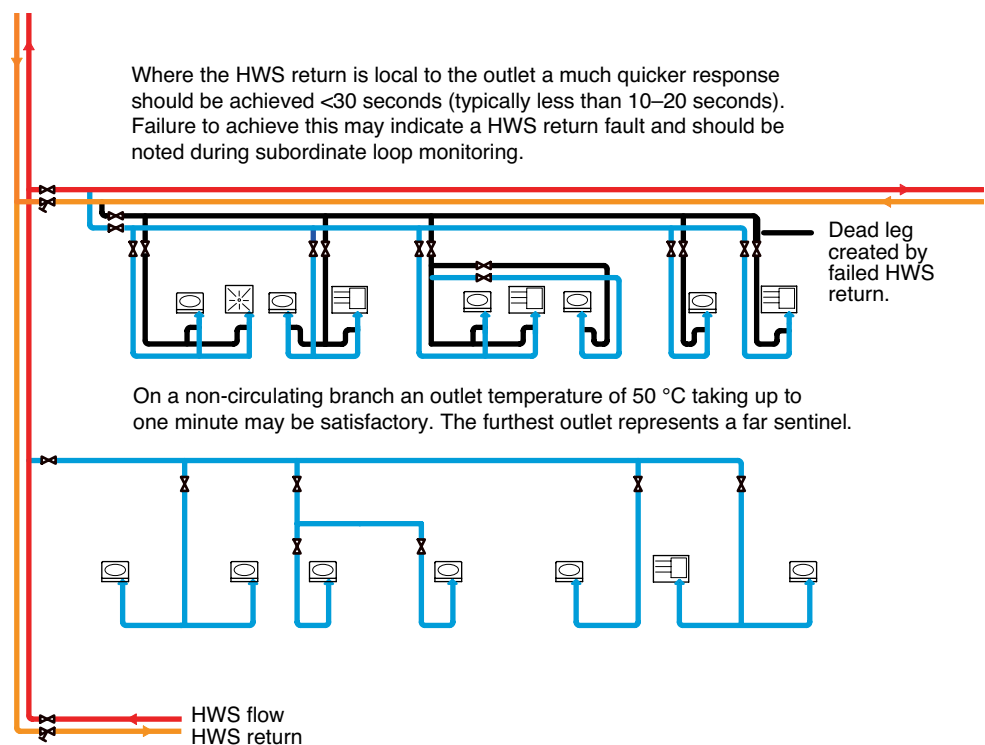 Where the HWS return is local to the outlet a much quicker response
should be achieved <30 seconds (typically less than 10–20 seconds).
Failure to achieve this may indicate a HWS return fault and should be
noted during subordinate loop monitoring.
Dead leg
created by
failed HWS
return.
On a non-circulating branch an outlet temperature of 50 °C taking up to
one minute may be satisfactory. The furthest outlet represents a far sentinel.
HWS flow
HWS return